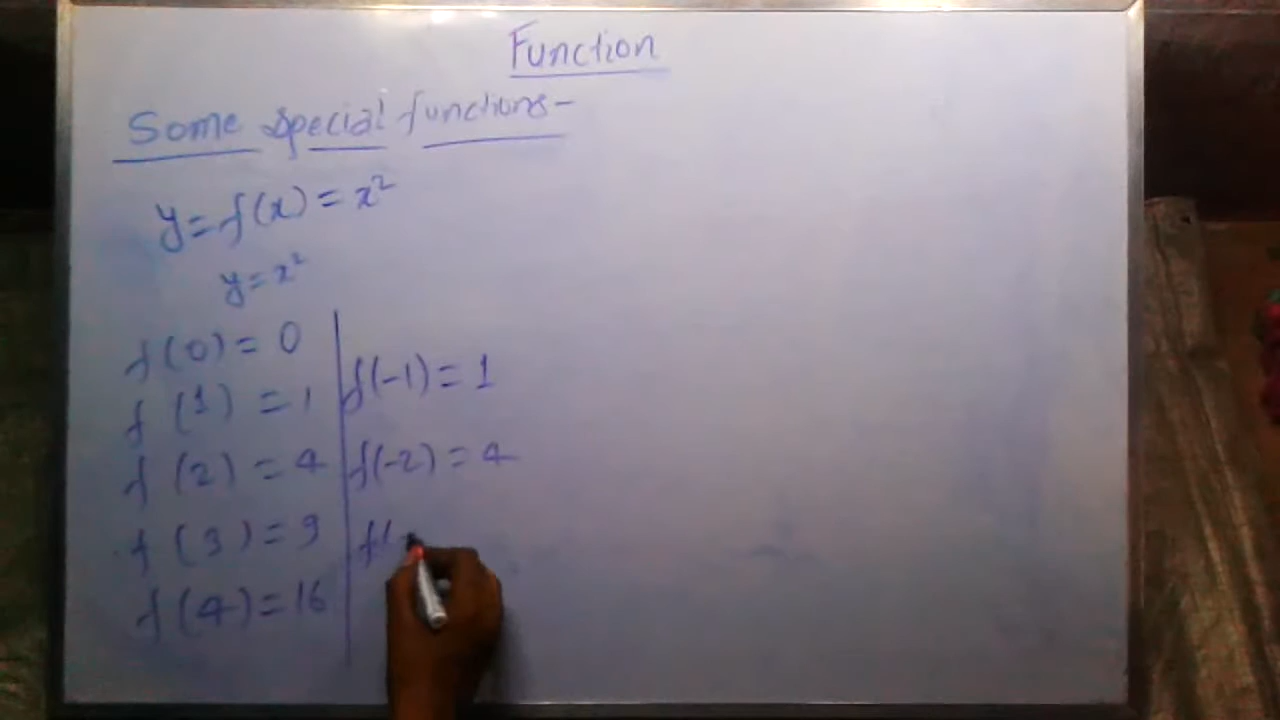 Function
Some special functions-
y = f(x) = x²
y = x²
f(0) = 0
f(1) = 1
f(2) = 4
f(3) = 9
f(4) = 16
f(-1) = 1
f(-2) = 4
f(-